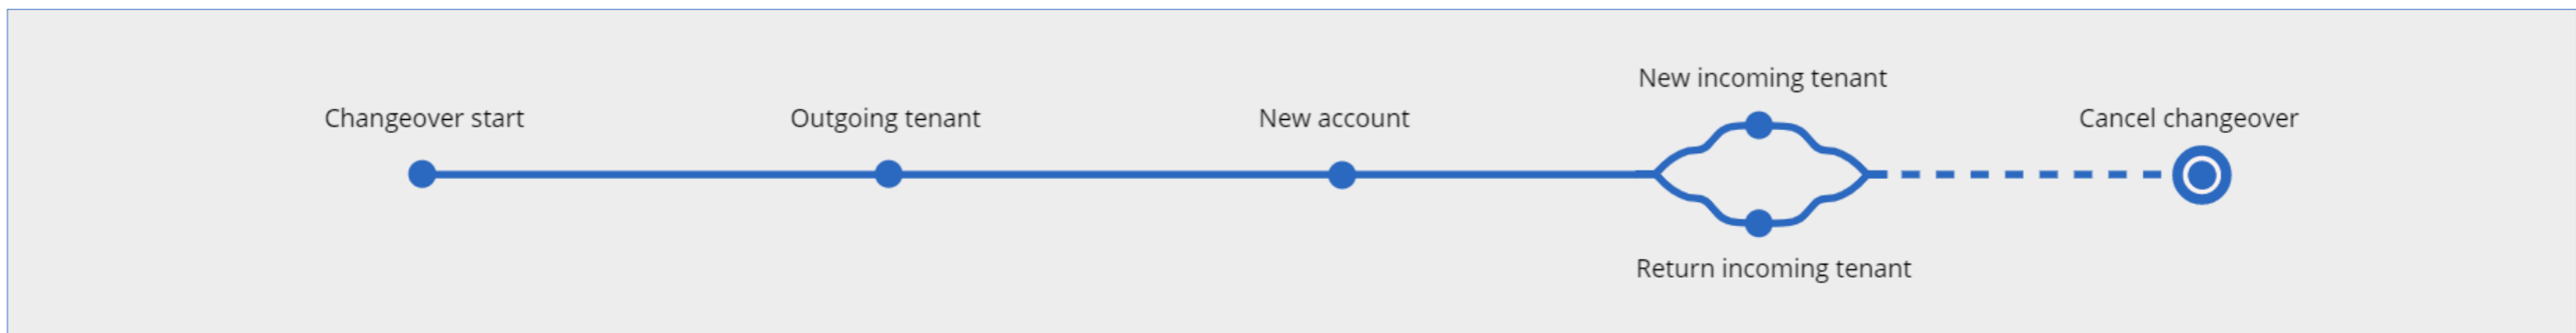 Changeover start
Outgoing tenant
New account
New incoming tenant
Return incoming tenant
Cancel changeover